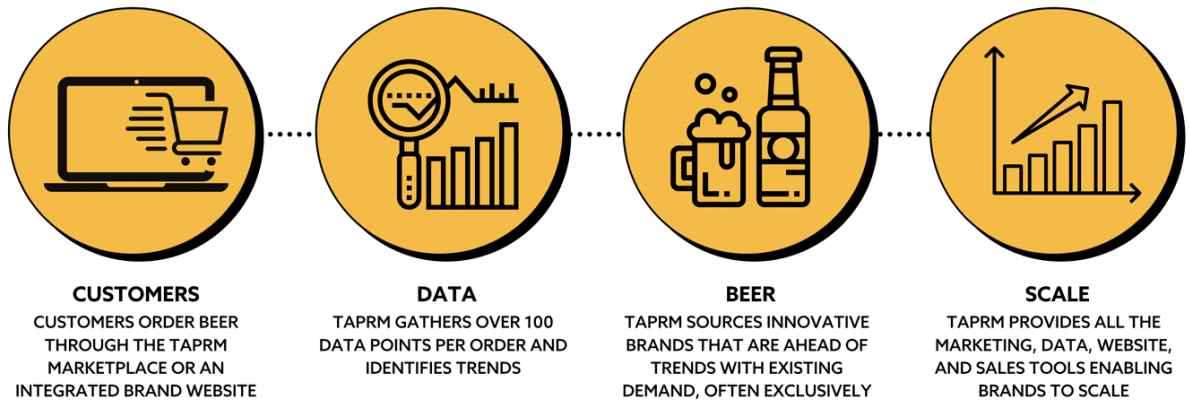 CUSTOMERS
CUSTOMERS ORDER BEER
THROUGH THE TAPRM
MARKETPLACE OR AN
INTEGRATED BRAND WEBSITE
DATA
TAPRM GATHERS OVER 100
DATA POINTS PER ORDER AND
IDENTIFIES TRENDS
BEER
TAPRM SOURCES INNOVATIVE
BRANDS THAT ARE AHEAD OF
TRENDS WITH EXISTING
DEMAND, OFTEN EXCLUSIVELY
SCALE
TAPRM PROVIDES ALL THE
MARKETING, DATA, WEBSITE,
AND SALES TOOLS ENABLING
BRANDS TO SCALE